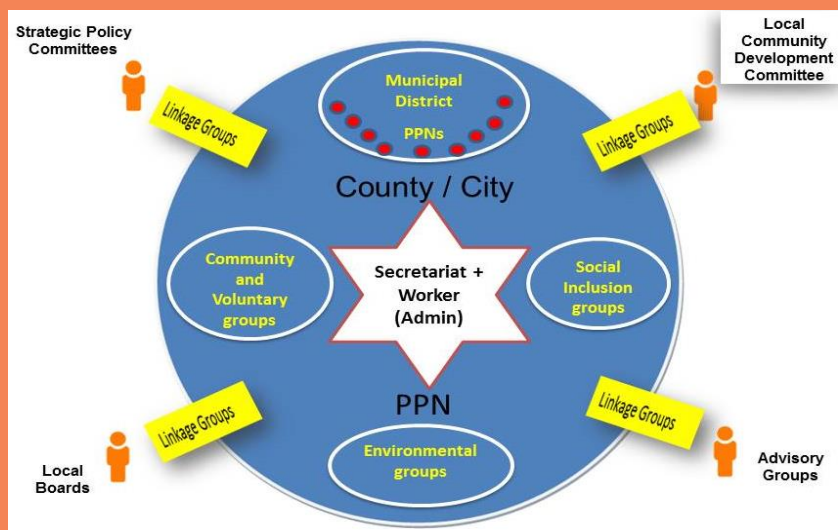 Strategic Policy
Committees
Local
Community
Development
Committee
Linkage Groups
Linkage Groups
Municipal
District
PPNs
County / City
Community
and
Voluntary
groups
Secretariat +
Worker
(Admin)
Social
Inclusion
groups
PPN
Linkage Groups
Linkage Groups
Environmental
groups
Local
Boards
Advisory
Groups